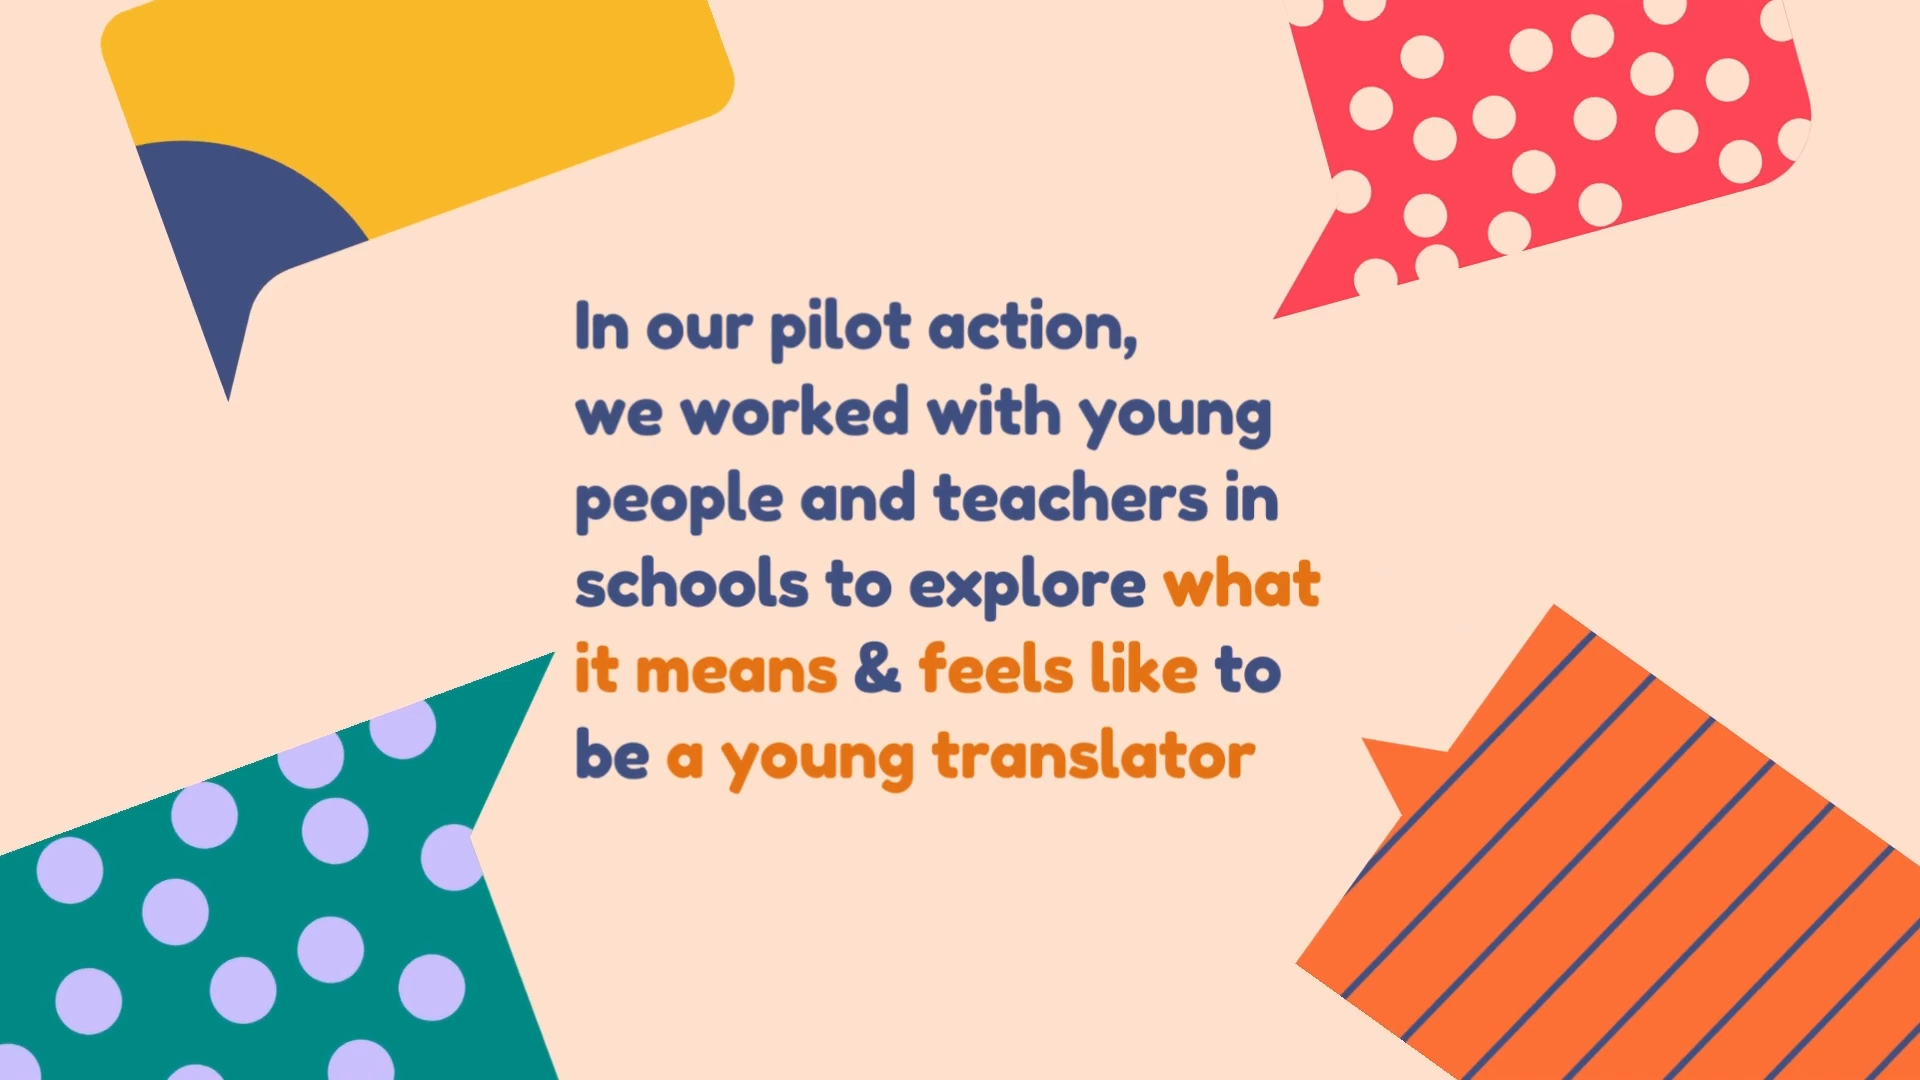 In our pilot action,
we worked with young
people and teachers in
schools to explore what
it means & feels like to
be a young translator